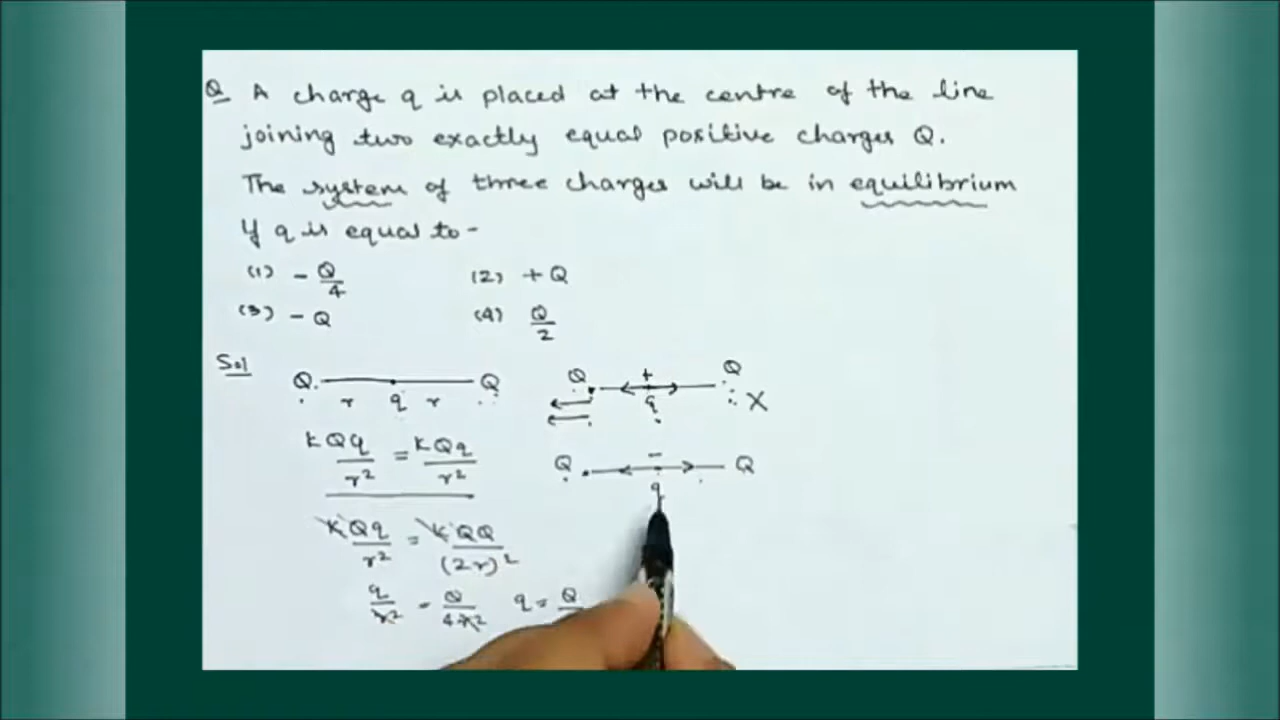 Q A charge q is placed at the centre of the line
joining two exactly equal positive charges Q.
The system of three charges will be in equilibrium
If q is equal to -
(1) - Q/4 (2) + Q
(3) - Q (4) Q/2
Sol
Q Q
r q r
kQq/r² = kQq/r²
kQq/r² = kQQ/(2r)²
q/r² = Q/4r² q = Q
Q + Q
q X
Q - Q
q